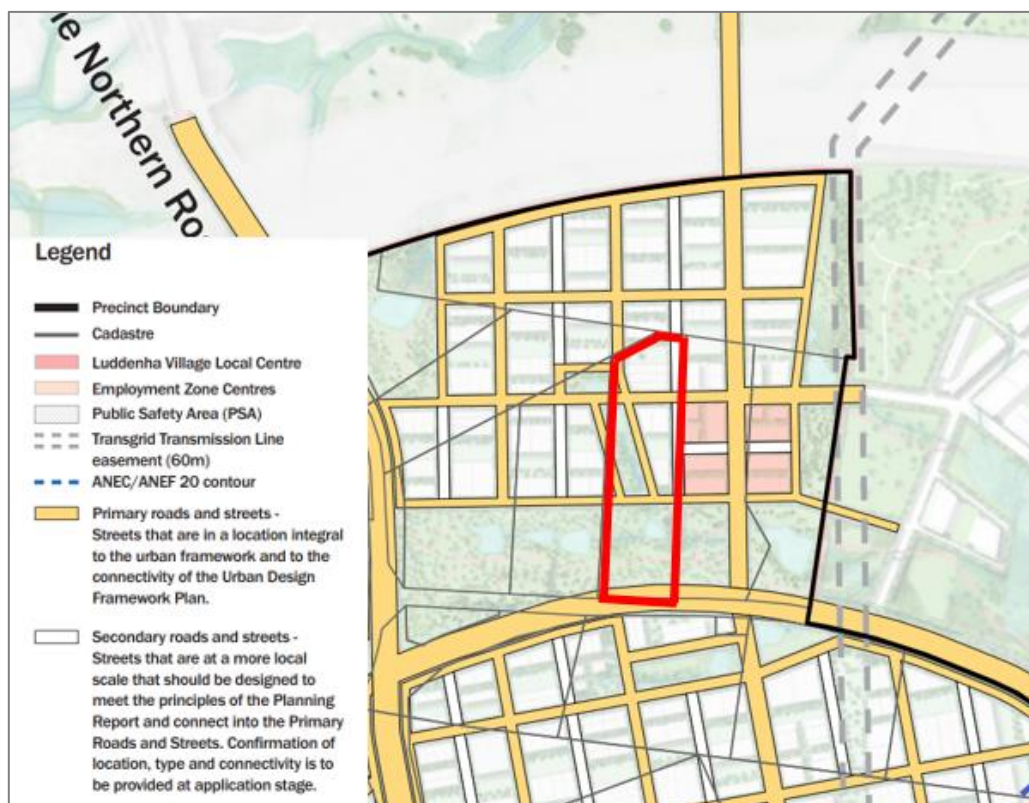 he Northern Ro
Legend
Precinct Boundary
Cadastre
Luddenha Village Local Centre
Employment Zone Centres
Public Safety Area (PSA)
Transgrid Transmission Line
easement (60m)
ANEC/ANEF 20 contour
Primary roads and streets -
Streets that are in a location integral
to the urban framework and to the
connectivity of the Urban Design
Framework Plan.
Secondary roads and streets -
Streets that are at a more local
scale that should be designed to
meet the principles of the Planning
Report and connect into the Primary
Roads and Streets. Confirmation of
location, type and connectivity is to
be provided at application stage.